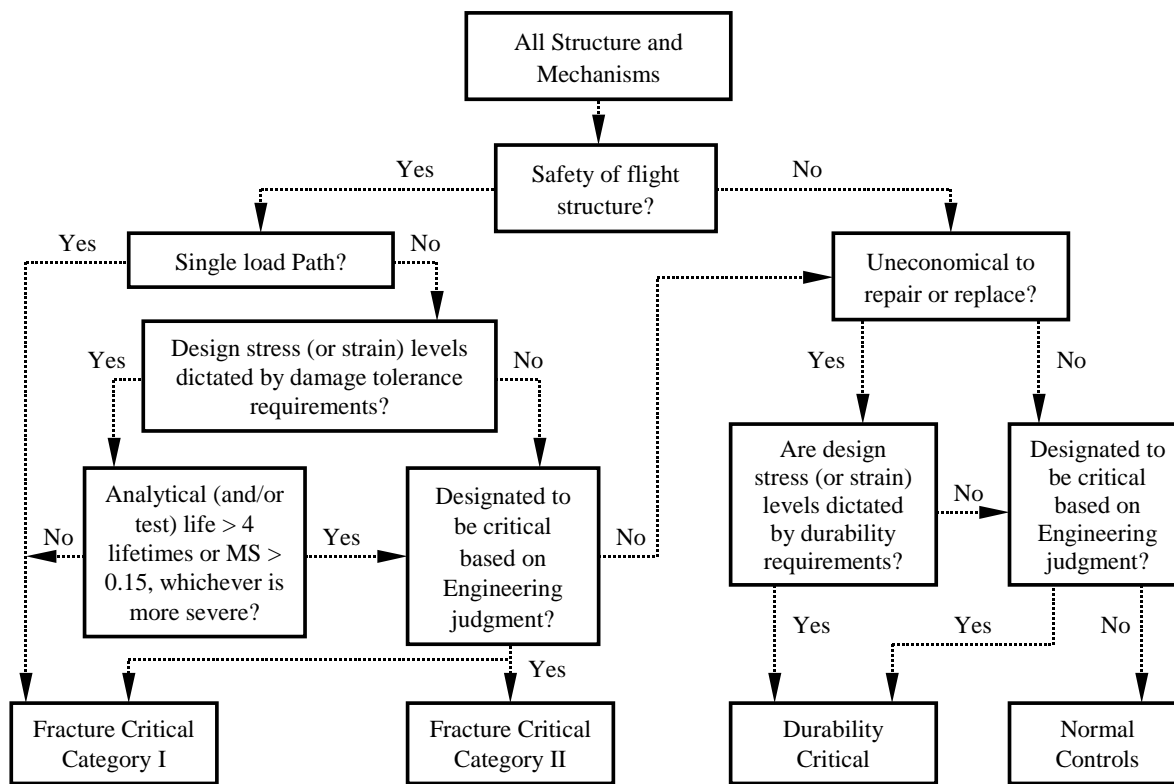 All Structure and
Mechanisms
Yes
Safety of flight
structure?
No
Yes
Single load Path?
No
Uneconomical to
repair or replace?
Yes
Design stress (or strain) levels
dictated by damage tolerance
requirements?
No
Yes
No
Analytical (and/or
test) life > 4
lifetimes or MS >
0.15, whichever is
more severe?
No
Yes
Designated to
be critical
based on
Engineering
judgment?
No
Are design
stress (or strain)
levels dictated
by durability
requirements?
No
Designated to
be critical
based on
Engineering
judgment?
Yes
Yes
Yes
No
Fracture Critical
Category I
Fracture Critical
Category II
Durability
Critical
Normal
Controls